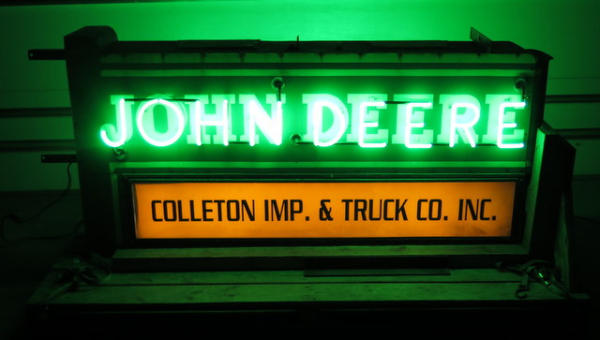 JOHN DEERE
COLLETON IMP. & TRUCK CO. INC.